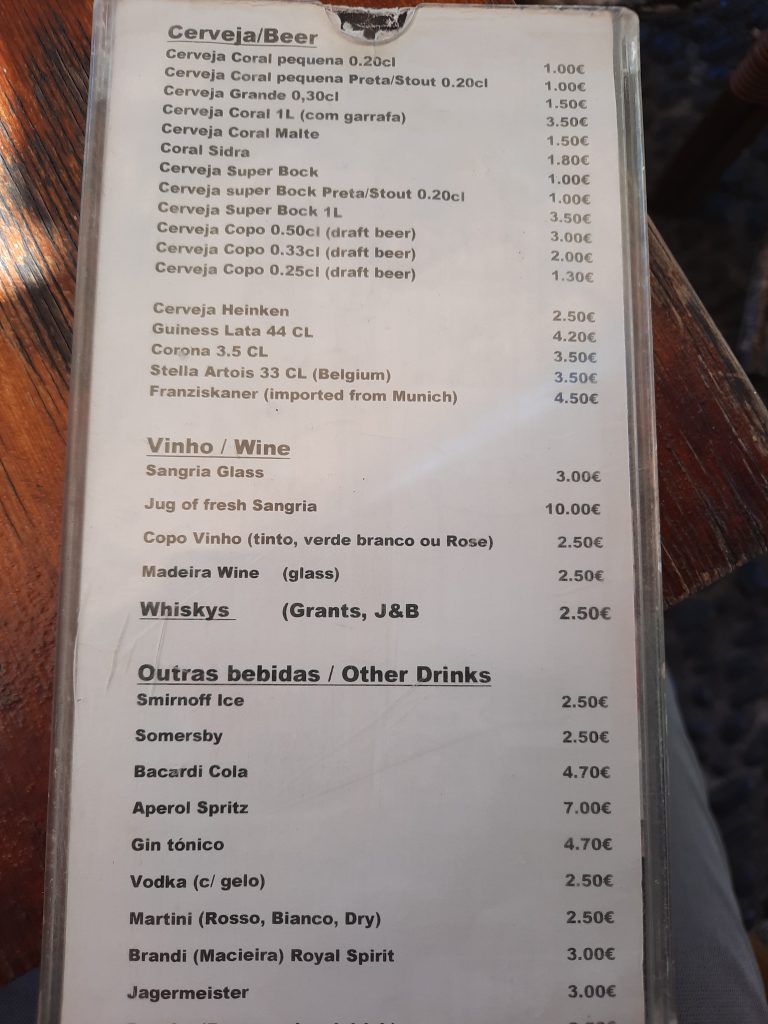 Cerveja/Beer
Cerveja Coral pequena 0.20cl 1.00€
Cerveja Coral pequena Preta/Stout 0.20cl 1.00€
Cerveja Grande 0,30cl 1.50€
Cerveja Coral 1L (com garrafa) 3.50€
Cerveja Coral Malte 1.50€
Coral Sidra 1.80€
Cerveja Super Bock 1.00€
Cerveja super Bock Preta/Stout 0.20cl 1.00€
Cerveja Super Bock 1L 3.50€
Cerveja Copo 0.50cl (draft beer) 3.00€
Cerveja Copo 0.33cl (draft beer) 2.00€
Cerveja Copo 0.25cl (draft beer) 1.30€
Cerveja Heinken 2.50€
Guiness Lata 44 CL 4.20€
Corona 3.5 CL 3.50€
Stella Artois 33 CL (Belgium) 3.50€
Franziskaner (imported from Munich) 4.50€
Vinho / Wine
Sangria Glass 3.00€
Jug of fresh Sangria 10.00€
Copo Vinho (tinto, verde branco ou Rose) 2.50€
Madeira Wine (glass) 2.50€
Whiskys (Grants, J&B 2.50€
Outras bebidas / Other Drinks
Smirnoff Ice 2.50€
Somersby 2.50€
Bacardi Cola 4.70€
Aperol Spritz 7.00€
Gin tónico 4.70€
Vodka (c/ gelo) 2.50€
Martini (Rosso, Bianco, Dry) 2.50€
Brandi (Macieira) Royal Spirit 3.00€
Jagermeister 3.00€